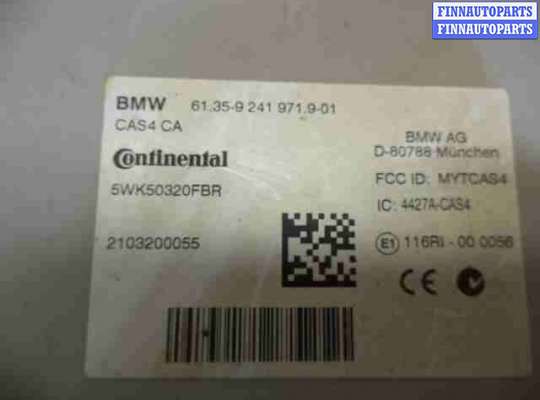 FINNAUTOPARTS
FINNAUTOPARTS
BMW 61.35-9 241 971.9-01
CAS4 CA
BMW AG
D-80788 München
Continental
FCC ID: MYTCAS4
5WK50320FBR
IC: 4427A-CAS4
2103200055
E1 116RI - 00 0056
CE